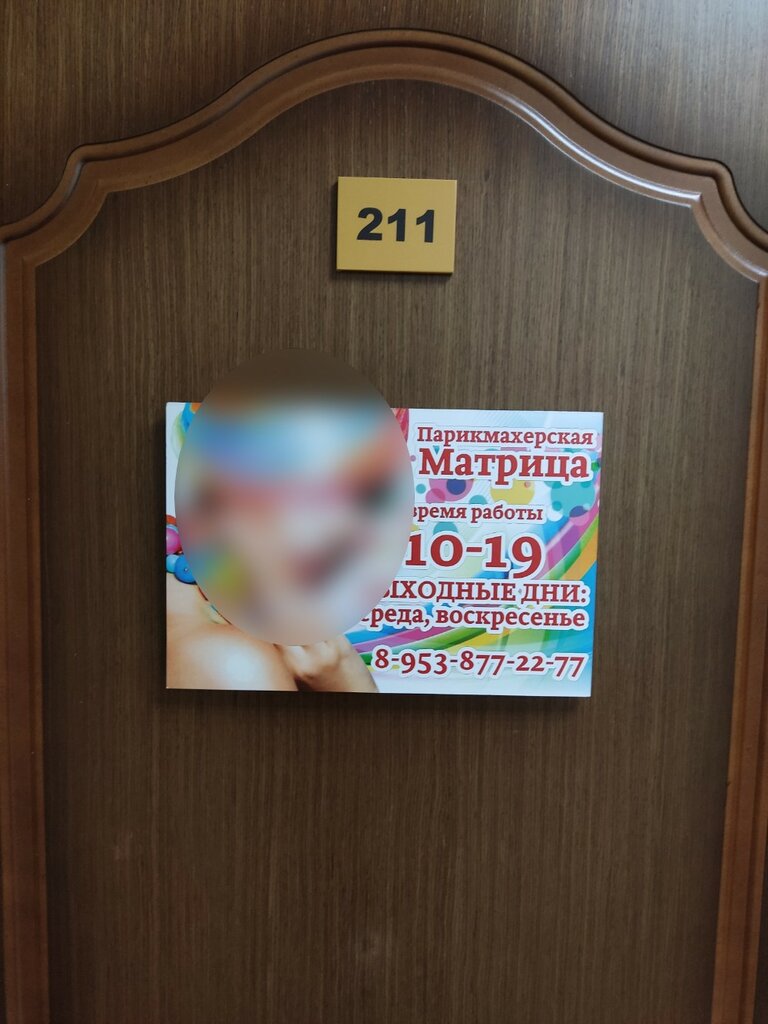 211
Парикмахерская
Матрица
время работы
10-19
ВЫХОДНЫЕ ДНИ:
среда, воскресенье
8-953-877-22-77